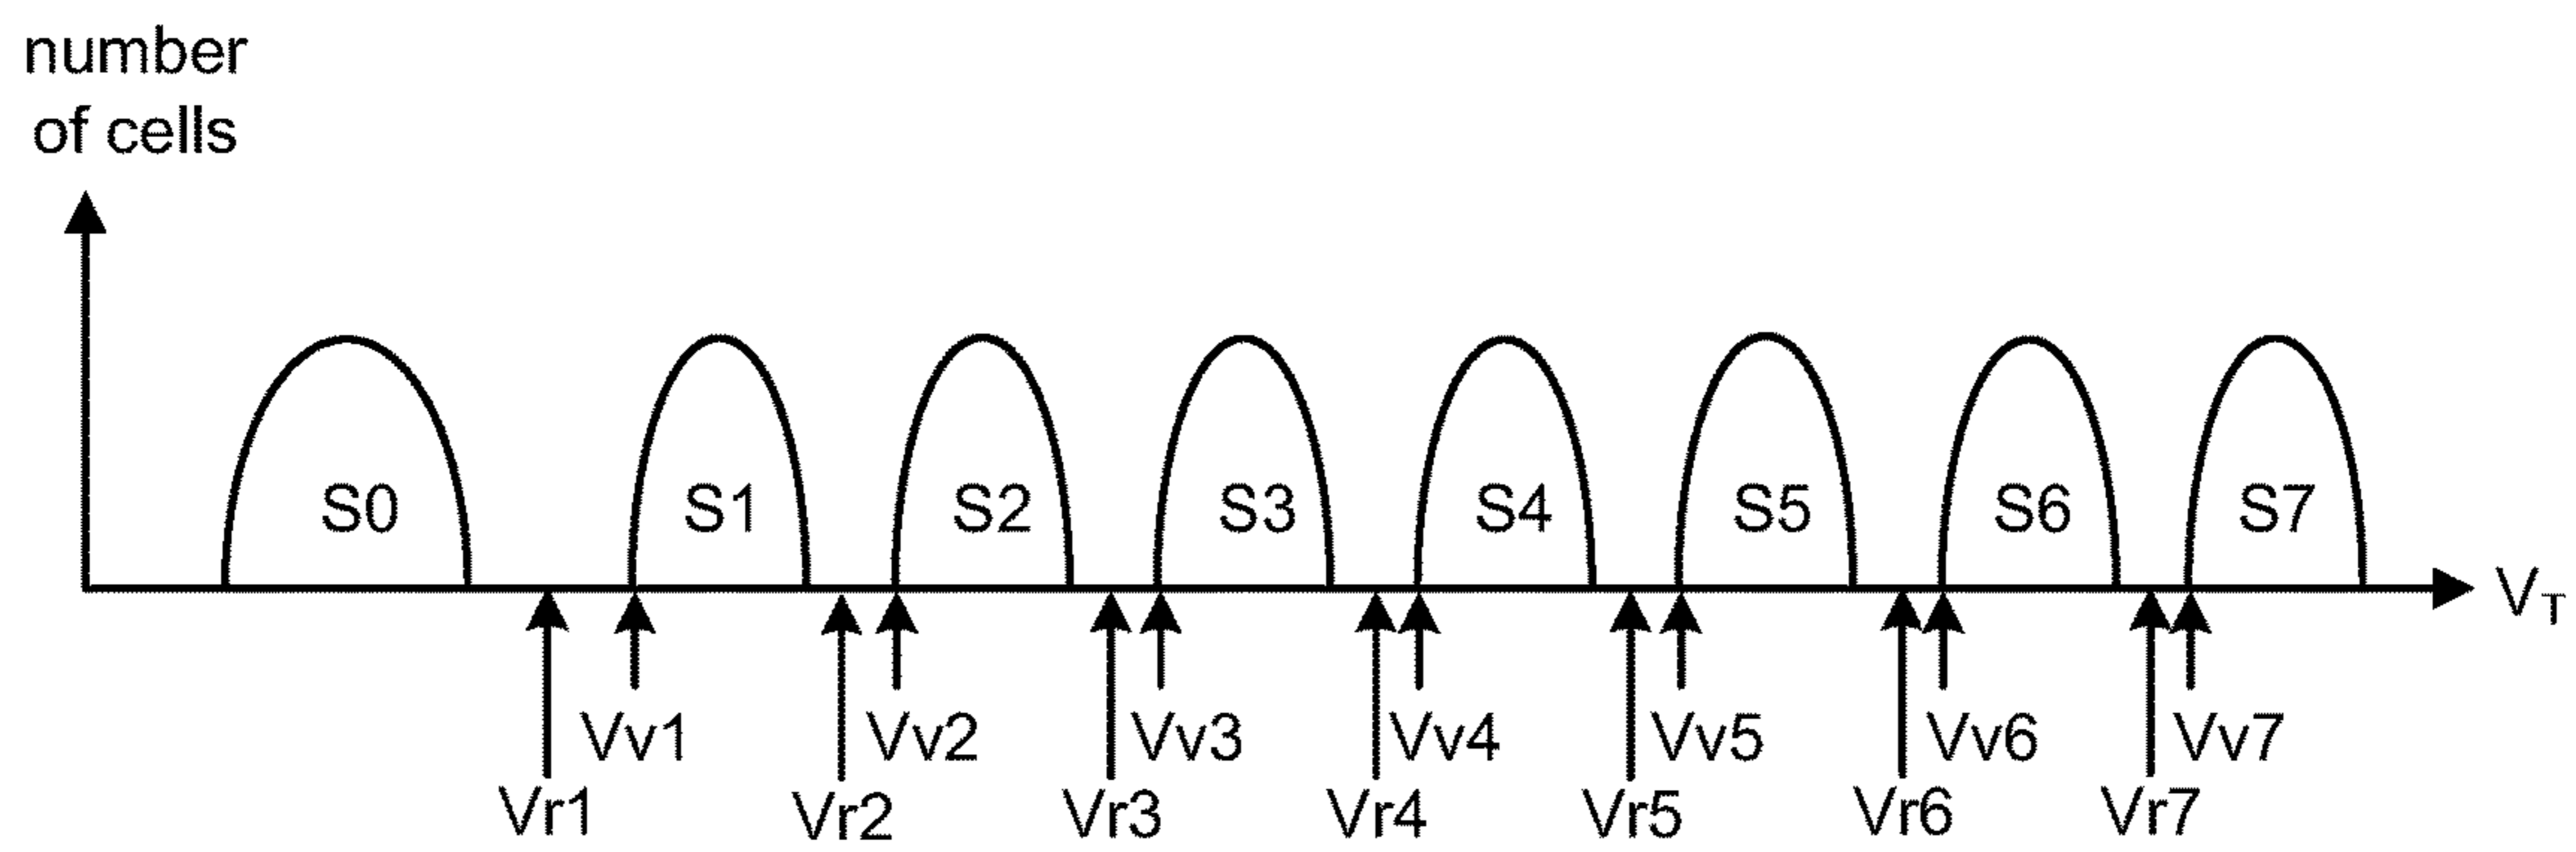 number
of cells
S0 S1 S2 S3 S4 S5 S6 S7
VT
Vv1 Vv2 Vv3 Vv4 Vv5 Vv6 Vv7
Vr1 Vr2 Vr3 Vr4 Vr5 Vr6 Vr7